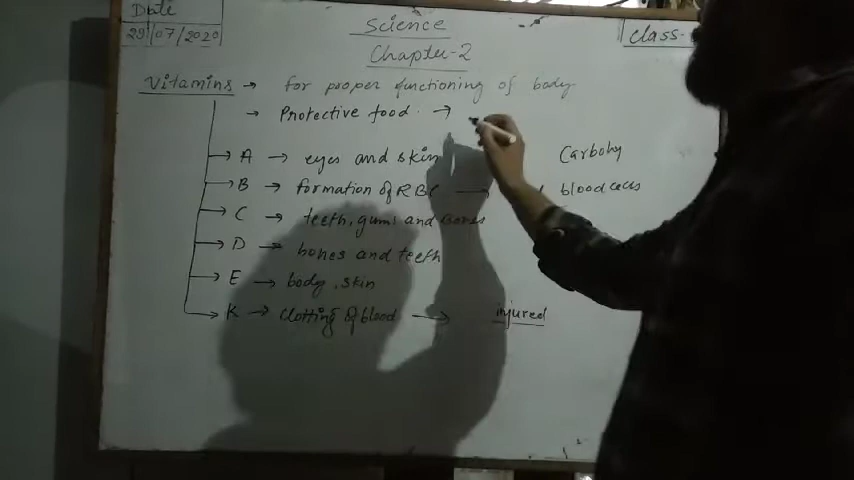 Date
29/07/2020
Science
Class-
Chapter-2
Vitamins → for proper functioning of body
→ Protective food. →
→ A → eyes and skin Carbohy
→ B → formation of RBC → blood cells
→ C → teeth, gums and bones
→ D → bones and teeth
→ E → body, skin
→ K → Clotting of blood → injured